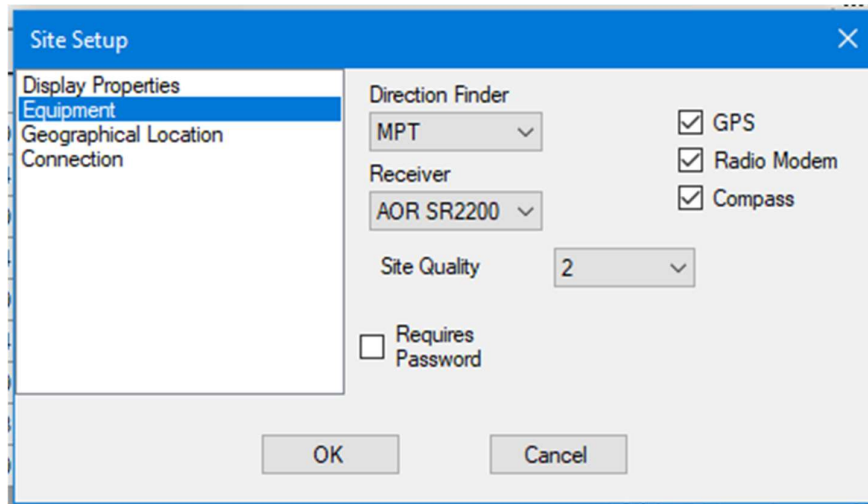 Site Setup
Display Properties
Equipment
Geographical Location
Connection
Direction Finder
MPT
Receiver
AOR SR2200
Site Quality
2
Requires
Password
GPS
Radio Modem
Compass
OK
Cancel